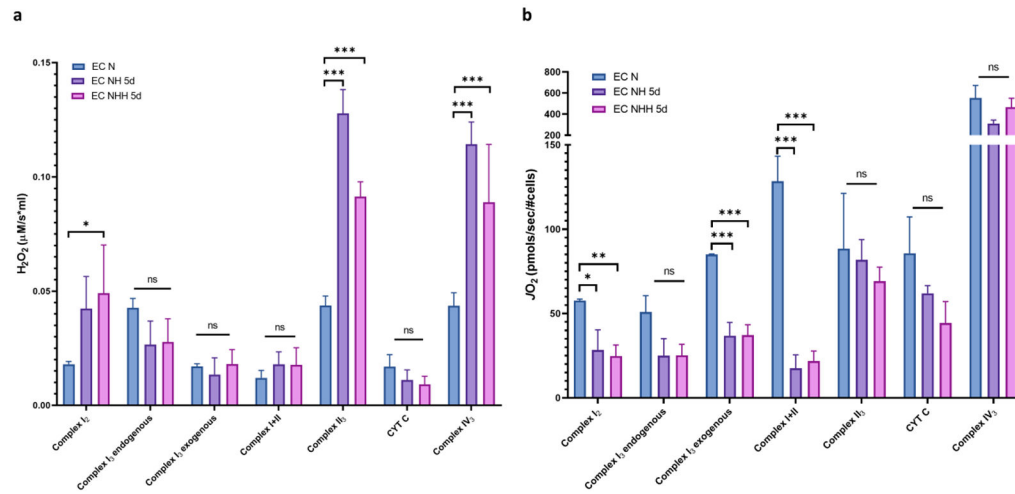 a
H₂O₂ (μM/s*ml)
0.15
0.10
0.05
0.00
EC N
EC NH 5d
EC NHH 5d
*
ns
ns
ns
***
***
ns
***
***
Complex I₂
Complex I₃ endogenous
Complex I₃ exogenous
Complex I+II
Complex II₃
CYT C
Complex IV₃
b
JO₂ (pmols/sec/#cells)
800
600
400
200
150
100
50
0
EC N
EC NH 5d
EC NHH 5d
**
*
ns
***
***
***
***
ns
ns
ns
Complex I₂
Complex I₃ endogenous
Complex I₃ exogenous
Complex I+II
Complex II₃
CYT C
Complex IV₃